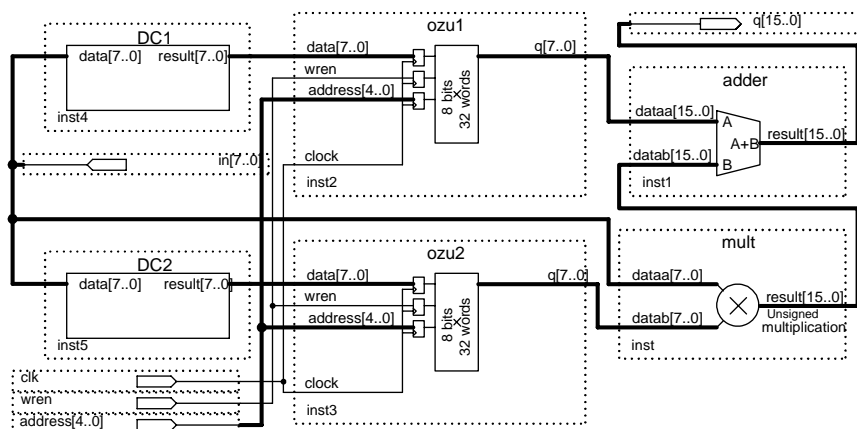 DC1
data[7..0] result[7..0]
inst4
ozu1
data[7..0]
wren
address[4..0]
clock
8 bits
×
32 words
q[7..0]
inst2
q[15..0]
adder
dataa[15..0]
datab[15..0]
A
B
A+B
result[15..0]
inst1
in[7..0]
DC2
data[7..0] result[7..0]
inst5
ozu2
data[7..0]
wren
address[4..0]
clock
8 bits
×
32 words
q[7..0]
inst3
mult
dataa[7..0]
datab[7..0]
result[15..0]
Unsigned
multiplication
inst
clk
wren
address[4..0]